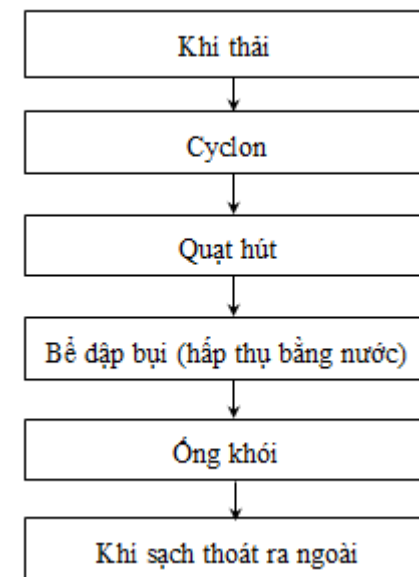 Khí thải
Cyclon
Quạt hút
Bể dập bụi (hấp thụ bằng nước)
Ống khói
Khí sạch thoát ra ngoài